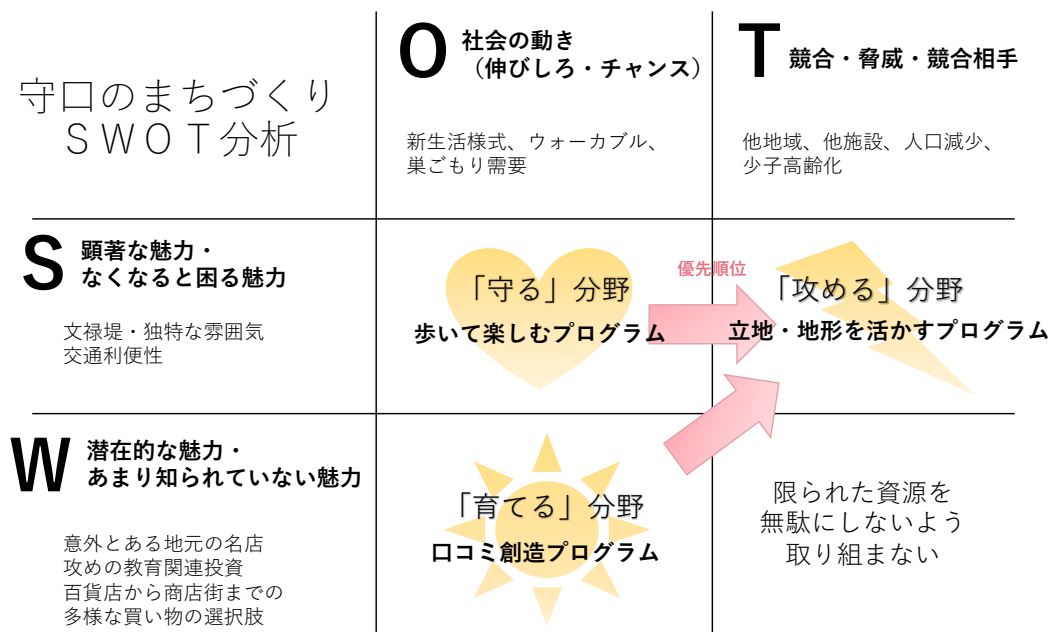 守口のまちづくり
ＳＷＯＴ分析
O 社会の動き
（伸びしろ・チャンス）
新生活様式、ウォーカブル、
巣ごもり需要
T 競合・脅威・競合相手
他地域、他施設、人口減少、
少子高齢化
S 顕著な魅力・
なくなると困る魅力
文禄堤・独特な雰囲気
交通利便性
「守る」分野
歩いて楽しむプログラム
優先順位
「攻める」分野
立地・地形を活かすプログラム
W 潜在的な魅力・
あまり知られていない魅力
意外とある地元の名店
攻めの教育関連投資
百貨店から商店街までの
多様な買い物の選択肢
「育てる」分野
口コミ創造プログラム
限られた資源を
無駄にしないよう
取り組まない